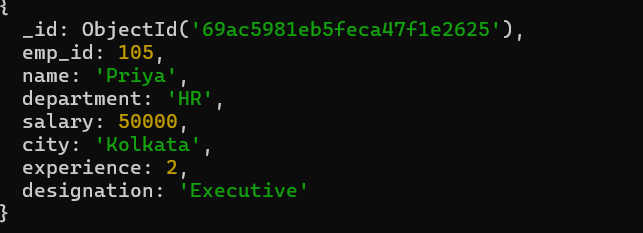 {
  _id: ObjectId('69ac5981eb5feca47f1e2625'),
  emp_id: 105,
  name: 'Priya',
  department: 'HR',
  salary: 50000,
  city: 'Kolkata',
  experience: 2,
  designation: 'Executive'
}